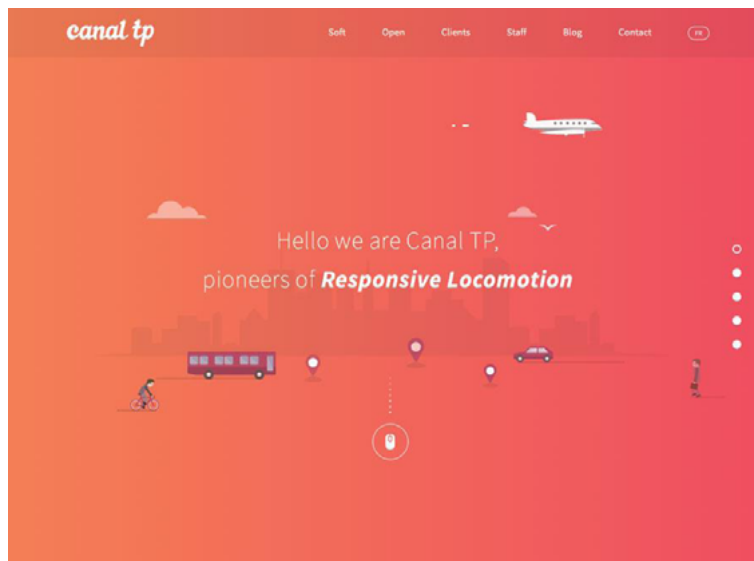 canal tp
Soft Open Clients Staff Blog Contact FR
Hello we are Canal TP,
pioneers of Responsive Locomotion